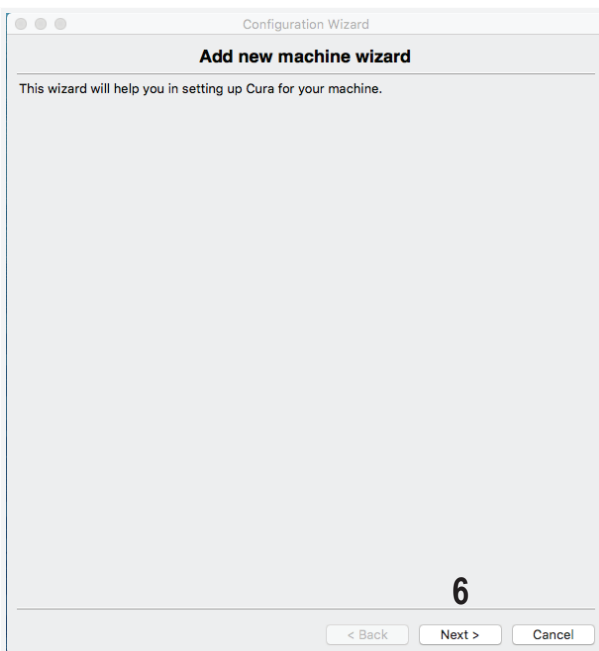 Configuration Wizard
Add new machine wizard
This wizard will help you in setting up Cura for your machine.
6
< Back Next > Cancel